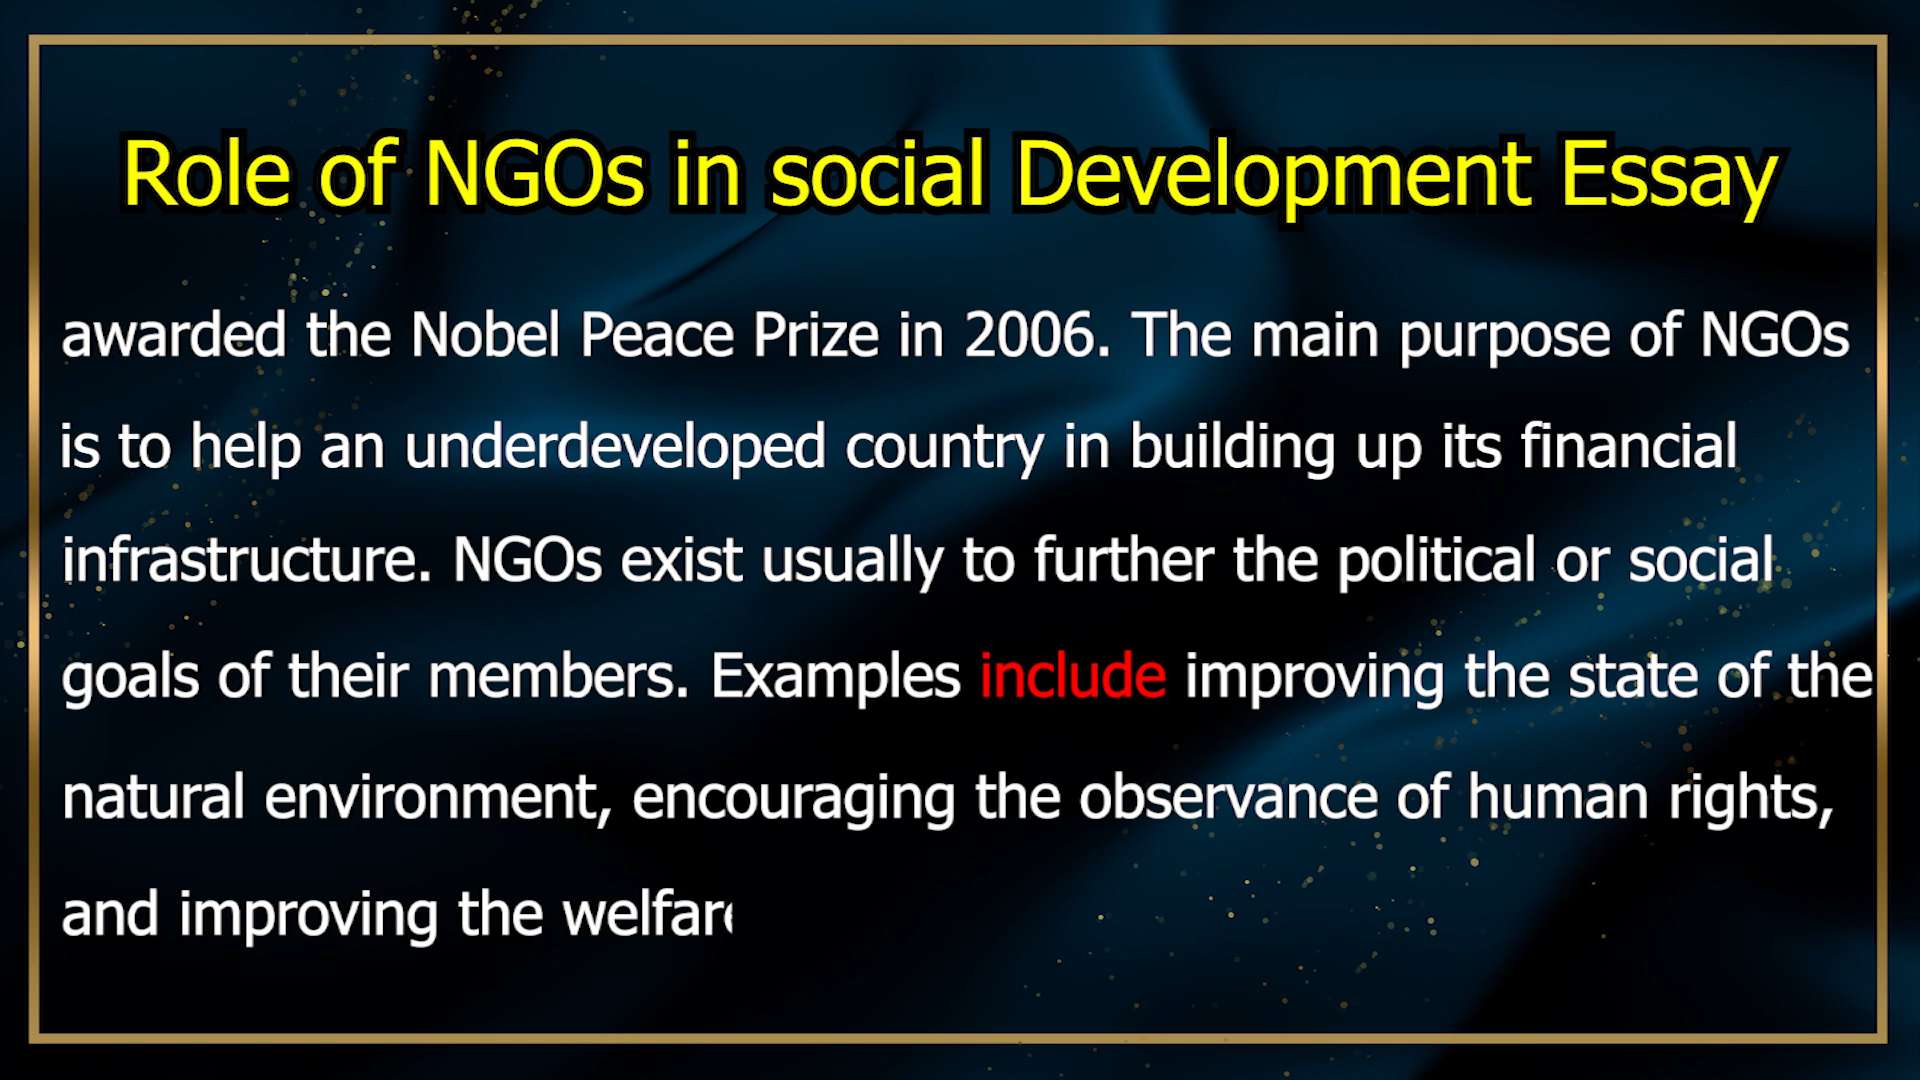 Role of NGOs in social Development Essay
awarded the Nobel Peace Prize in 2006. The main purpose of NGOs
is to help an underdeveloped country in building up its financial
infrastructure. NGOs exist usually to further the political or social
goals of their members. Examples include improving the state of the
natural environment, encouraging the observance of human rights,
and improving the welfare